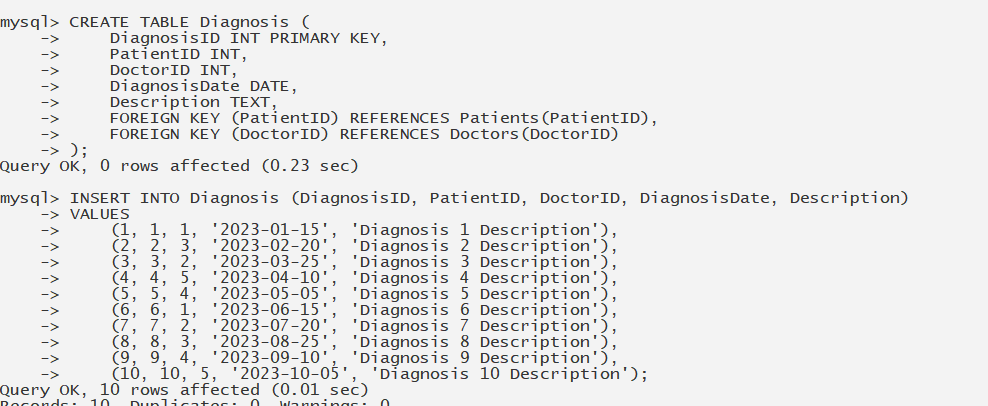 mysql> CREATE TABLE Diagnosis (
    ->     DiagnosisID INT PRIMARY KEY,
    ->     PatientID INT,
    ->     DoctorID INT,
    ->     DiagnosisDate DATE,
    ->     Description TEXT,
    ->     FOREIGN KEY (PatientID) REFERENCES Patients(PatientID),
    ->     FOREIGN KEY (DoctorID) REFERENCES Doctors(DoctorID)
    -> );
Query OK, 0 rows affected (0.23 sec)
mysql> INSERT INTO Diagnosis (DiagnosisID, PatientID, DoctorID, DiagnosisDate, Description)
    -> VALUES
    ->     (1, 1, 1, '2023-01-15', 'Diagnosis 1 Description'),
    ->     (2, 2, 3, '2023-02-20', 'Diagnosis 2 Description'),
    ->     (3, 3, 2, '2023-03-25', 'Diagnosis 3 Description'),
    ->     (4, 4, 5, '2023-04-10', 'Diagnosis 4 Description'),
    ->     (5, 5, 4, '2023-05-05', 'Diagnosis 5 Description'),
    ->     (6, 6, 1, '2023-06-15', 'Diagnosis 6 Description'),
    ->     (7, 7, 2, '2023-07-20', 'Diagnosis 7 Description'),
    ->     (8, 8, 3, '2023-08-25', 'Diagnosis 8 Description'),
    ->     (9, 9, 4, '2023-09-10', 'Diagnosis 9 Description'),
    ->     (10, 10, 5, '2023-10-05', 'Diagnosis 10 Description');
Query OK, 10 rows affected (0.01 sec)
Records: 10  Duplicates: 0  Warnings: 0